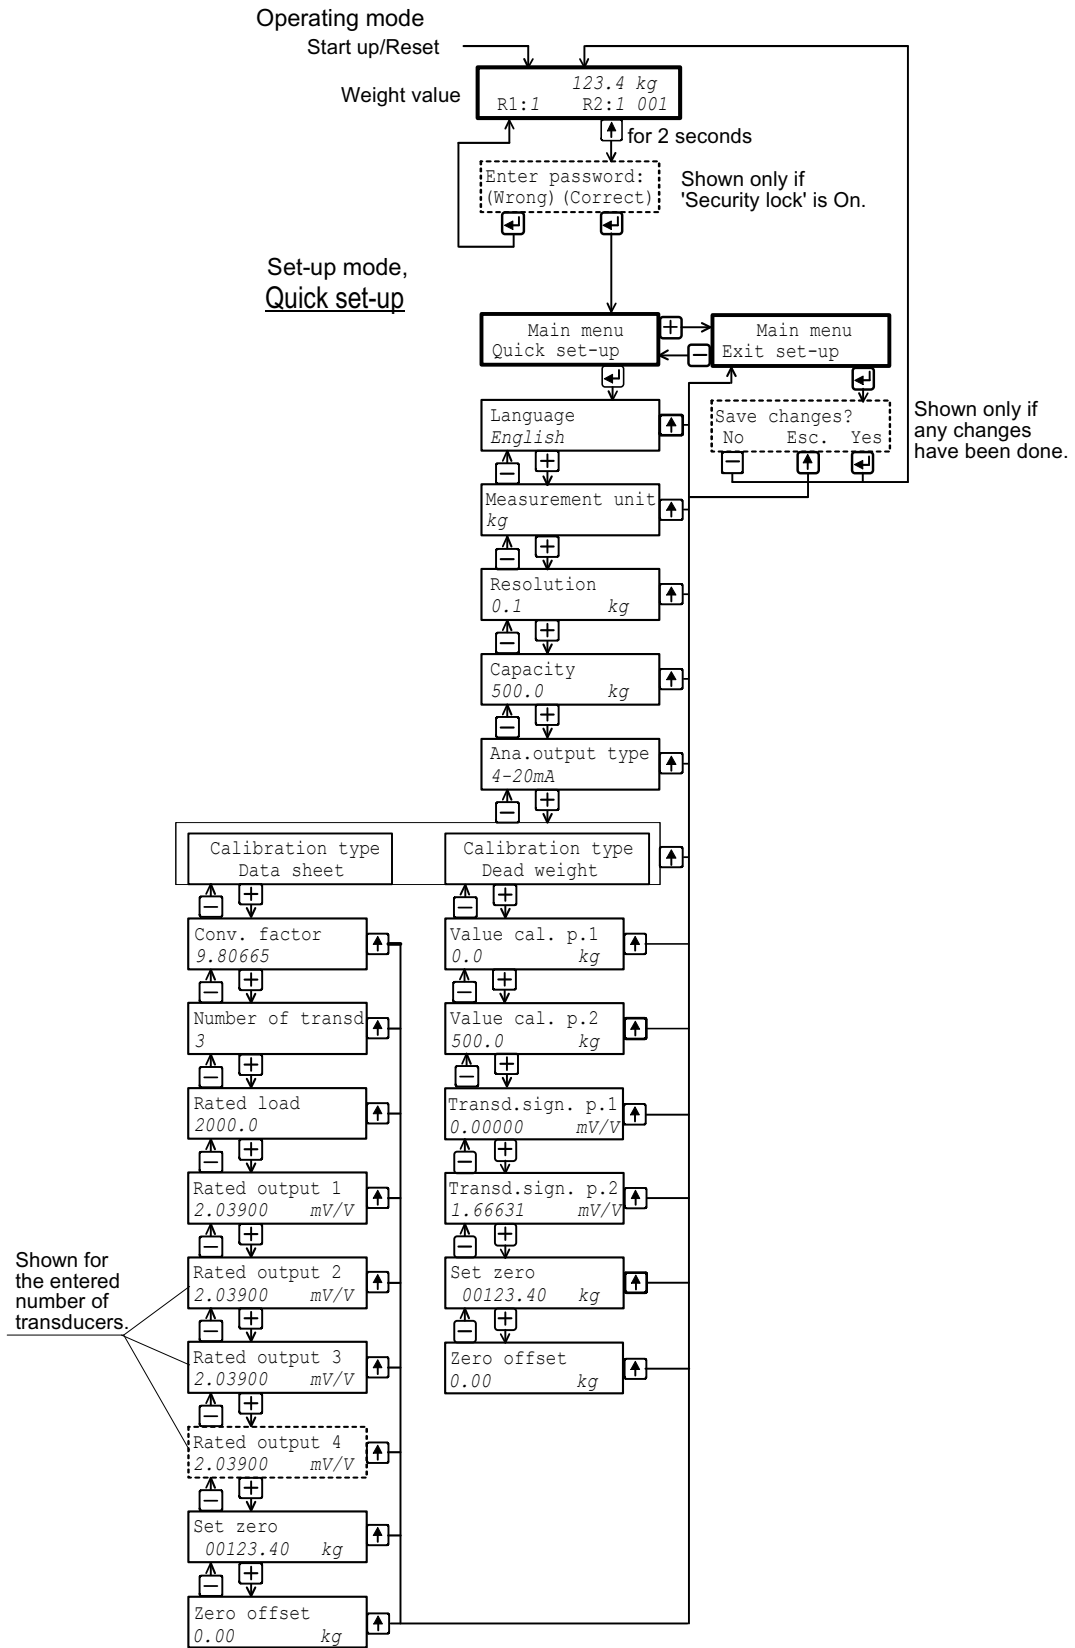 Operating mode
Start up/Reset
Weight value
123.4 kg
R1:1 R2:1 001
for 2 seconds
Enter password:
(Wrong)(Correct)
Shown only if
'Security lock' is On.
Set-up mode,
Quick set-up
Main menu
Quick set-up
+
−
Main menu
Exit set-up
Save changes?
No Esc. Yes
−
Shown only if
any changes
have been done.
Language
English
− +
Measurement unit
kg
− +
Resolution
0.1 kg
− +
Capacity
500.0 kg
− +
Ana.output type
4-20mA
− +
Calibration type
Data sheet
Calibration type
Dead weight
− +
Conv. factor
9.80665
− +
Number of transd
3
− +
Rated load
2000.0
− +
Rated output 1
2.03900 mV/V
− +
Rated output 2
2.03900 mV/V
− +
Rated output 3
2.03900 mV/V
− +
Rated output 4
2.03900 mV/V
− +
Set zero
00123.40 kg
− +
Zero offset
0.00 kg
Shown for
the entered
number of
transducers.
− +
Value cal. p.1
0.0 kg
− +
Value cal. p.2
500.0 kg
− +
Transd.sign. p.1
0.00000 mV/V
− +
Transd.sign. p.2
1.66631 mV/V
− +
Set zero
00123.40 kg
− +
Zero offset
0.00 kg